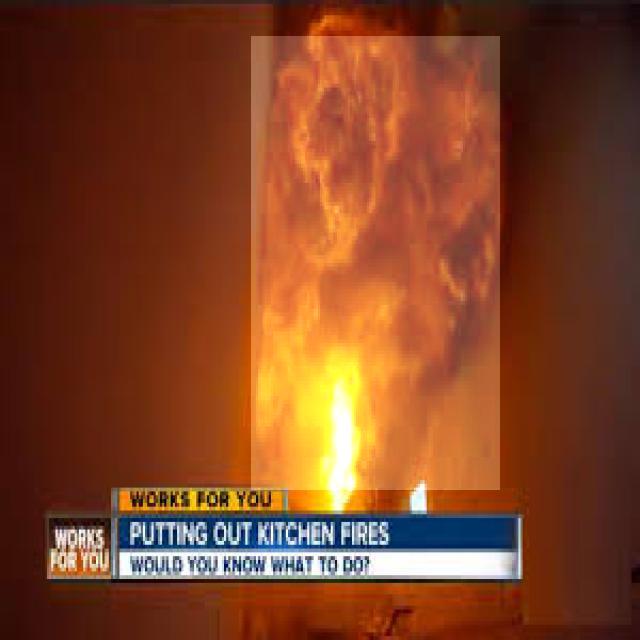 WORKS FOR YOU
PUTTING OUT KITCHEN FIRES
WORKS
FOR YOU
WOULD YOU KNOW WHAT TO DO?